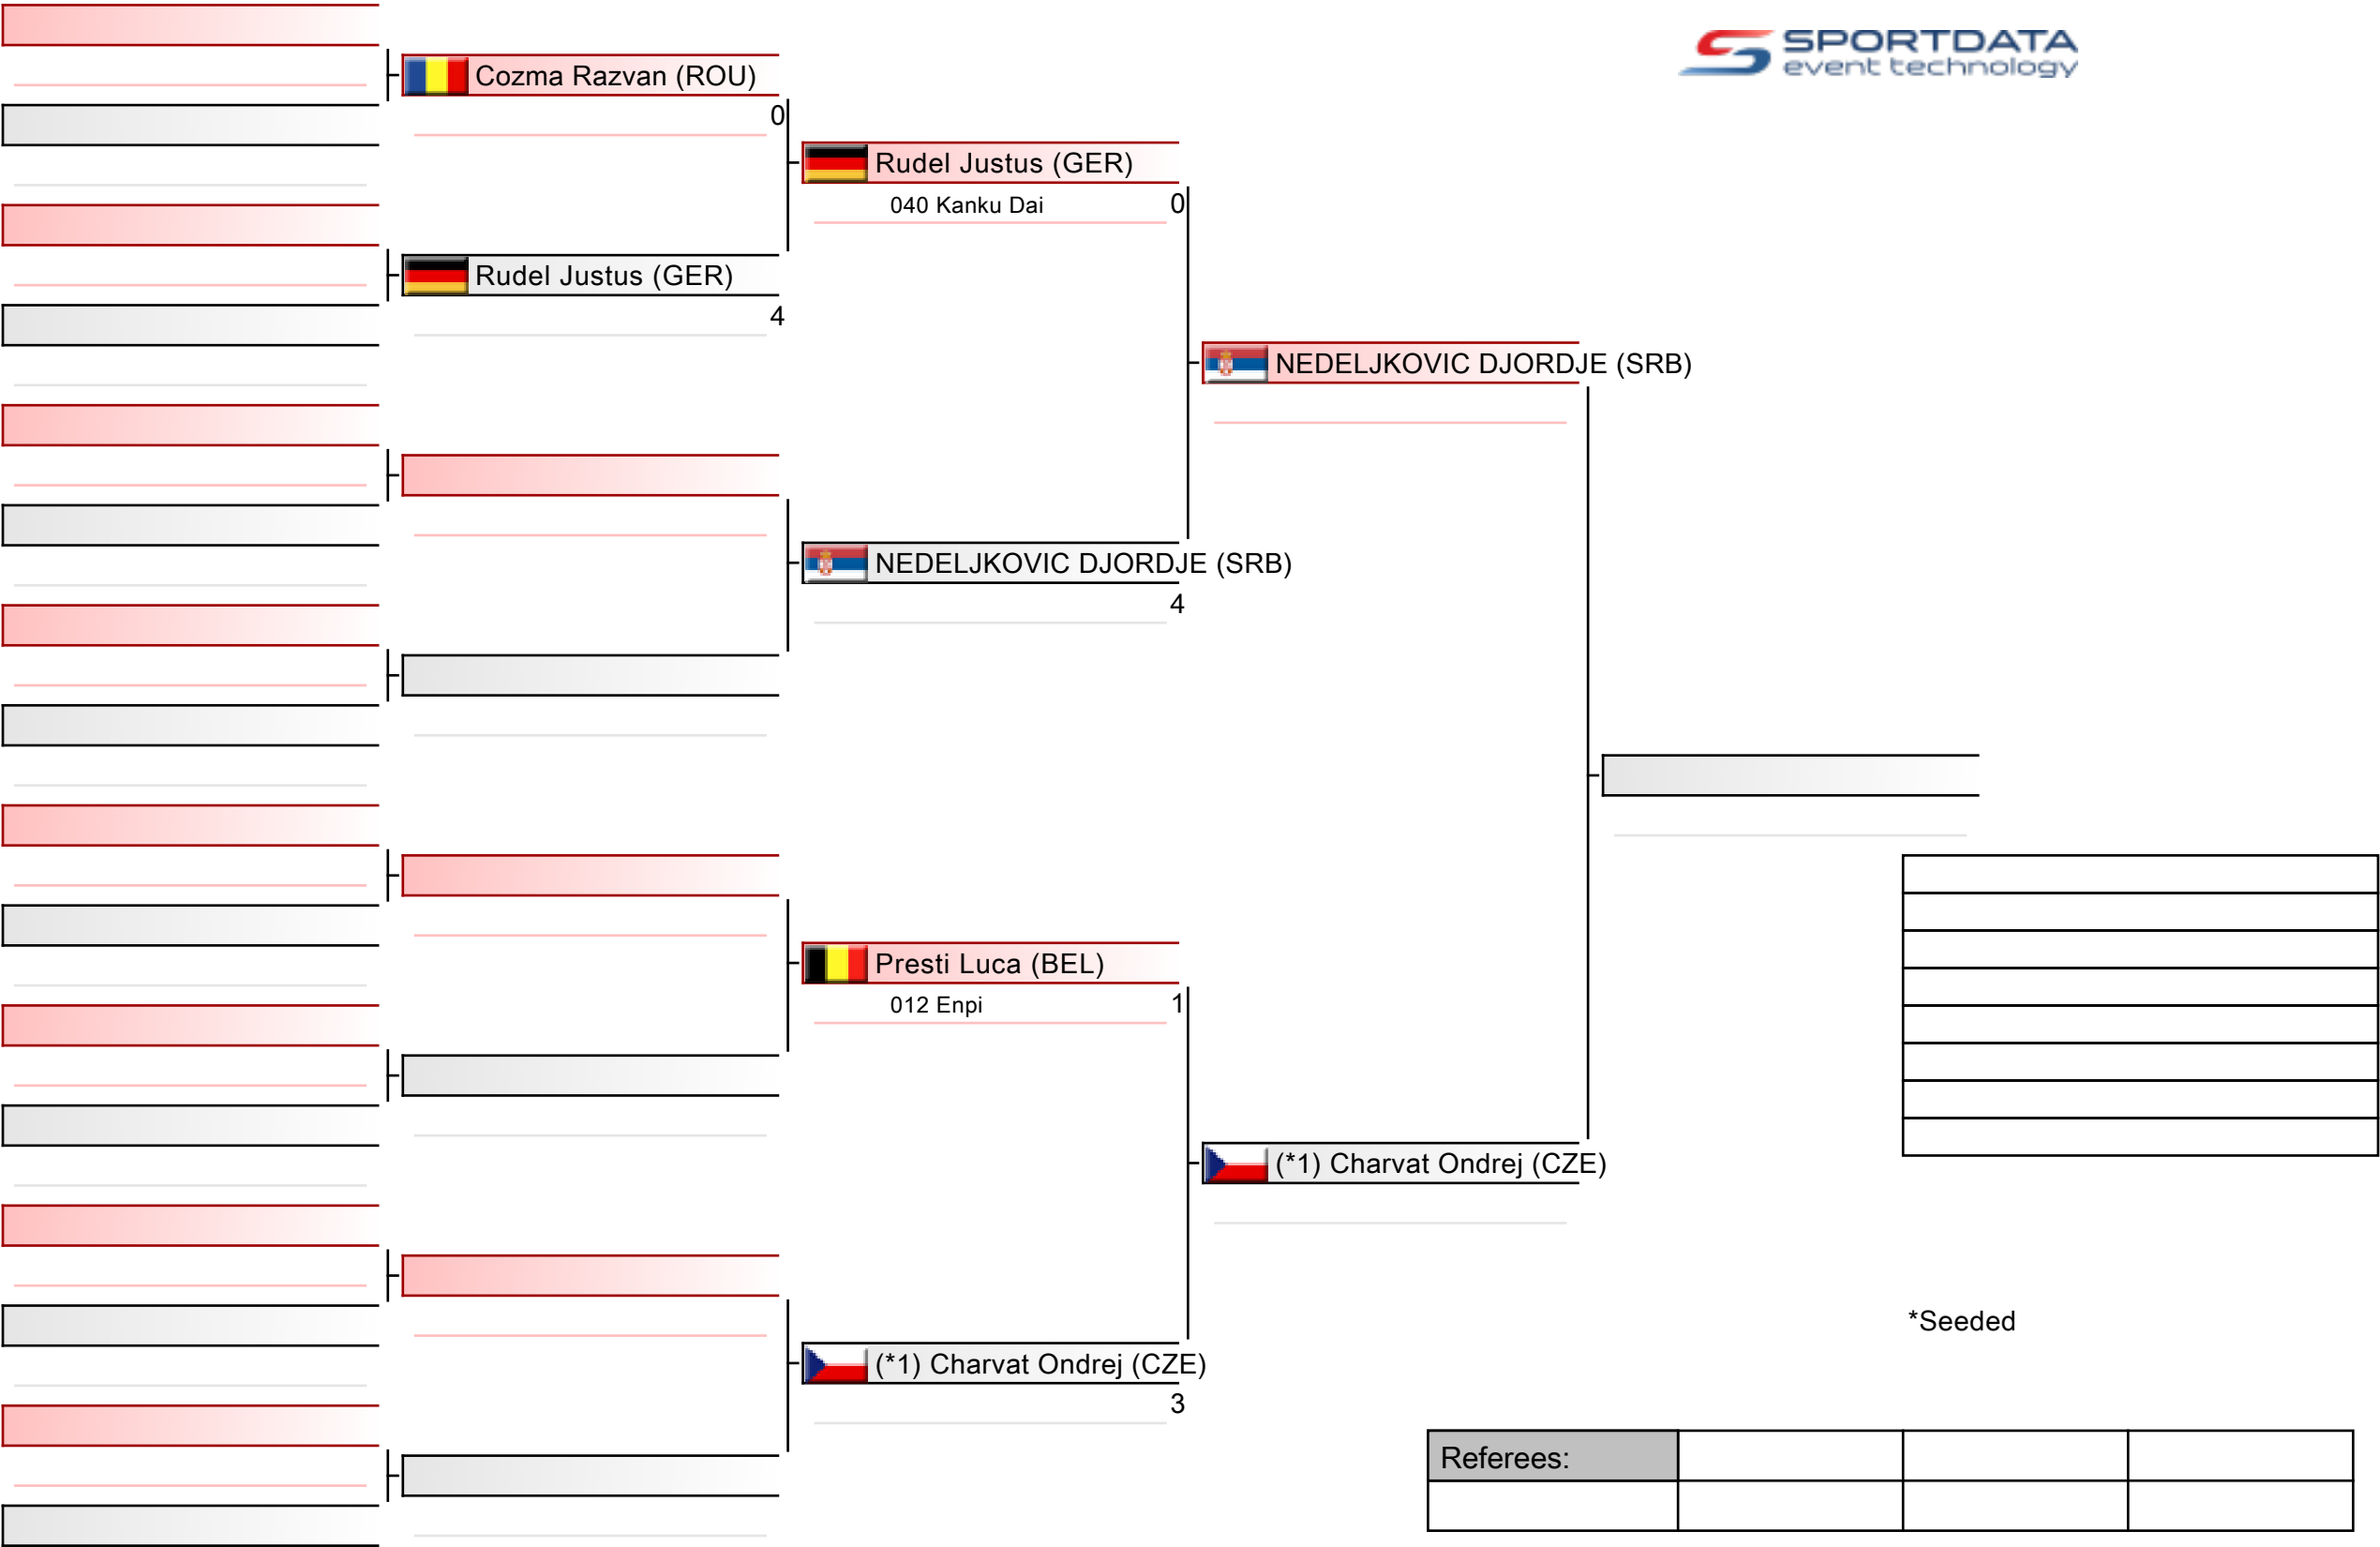 SPORTDATA
event technology
Cozma Razvan (ROU)
0
Rudel Justus (GER)
040 Kanku Dai
0
Rudel Justus (GER)
4
NEDELJKOVIC DJORDJE (SRB)
NEDELJKOVIC DJORDJE (SRB)
4
Presti Luca (BEL)
012 Enpi
1
(*1) Charvat Ondrej (CZE)
(*1) Charvat Ondrej (CZE)
3
*Seeded
Referees: